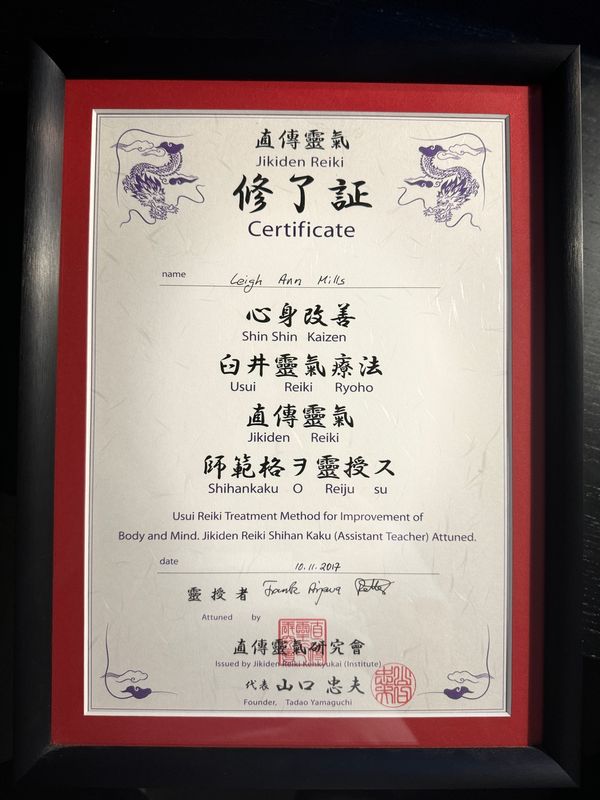 直傳靈氣
Jikiden Reiki
修了証
Certificate
name Leigh Ann Mills
心身改善
Shin Shin Kaizen
臼井靈氣療法
Usui Reiki Ryoho
直傳靈氣
Jikiden Reiki
師範格ヲ靈授ス
Shihankaku O Reiju su
Usui Reiki Treatment Method for Improvement of
Body and Mind. Jikiden Reiki Shihan Kaku (Assistant Teacher) Attuned.
date 10.11.2017
靈授者 Frank Arjava
Attuned by
直傳靈氣研究會
Issued by Jikiden Reiki Kenkyukai (Institute)
代表 山口忠夫
Founder, Tadao Yamaguchi